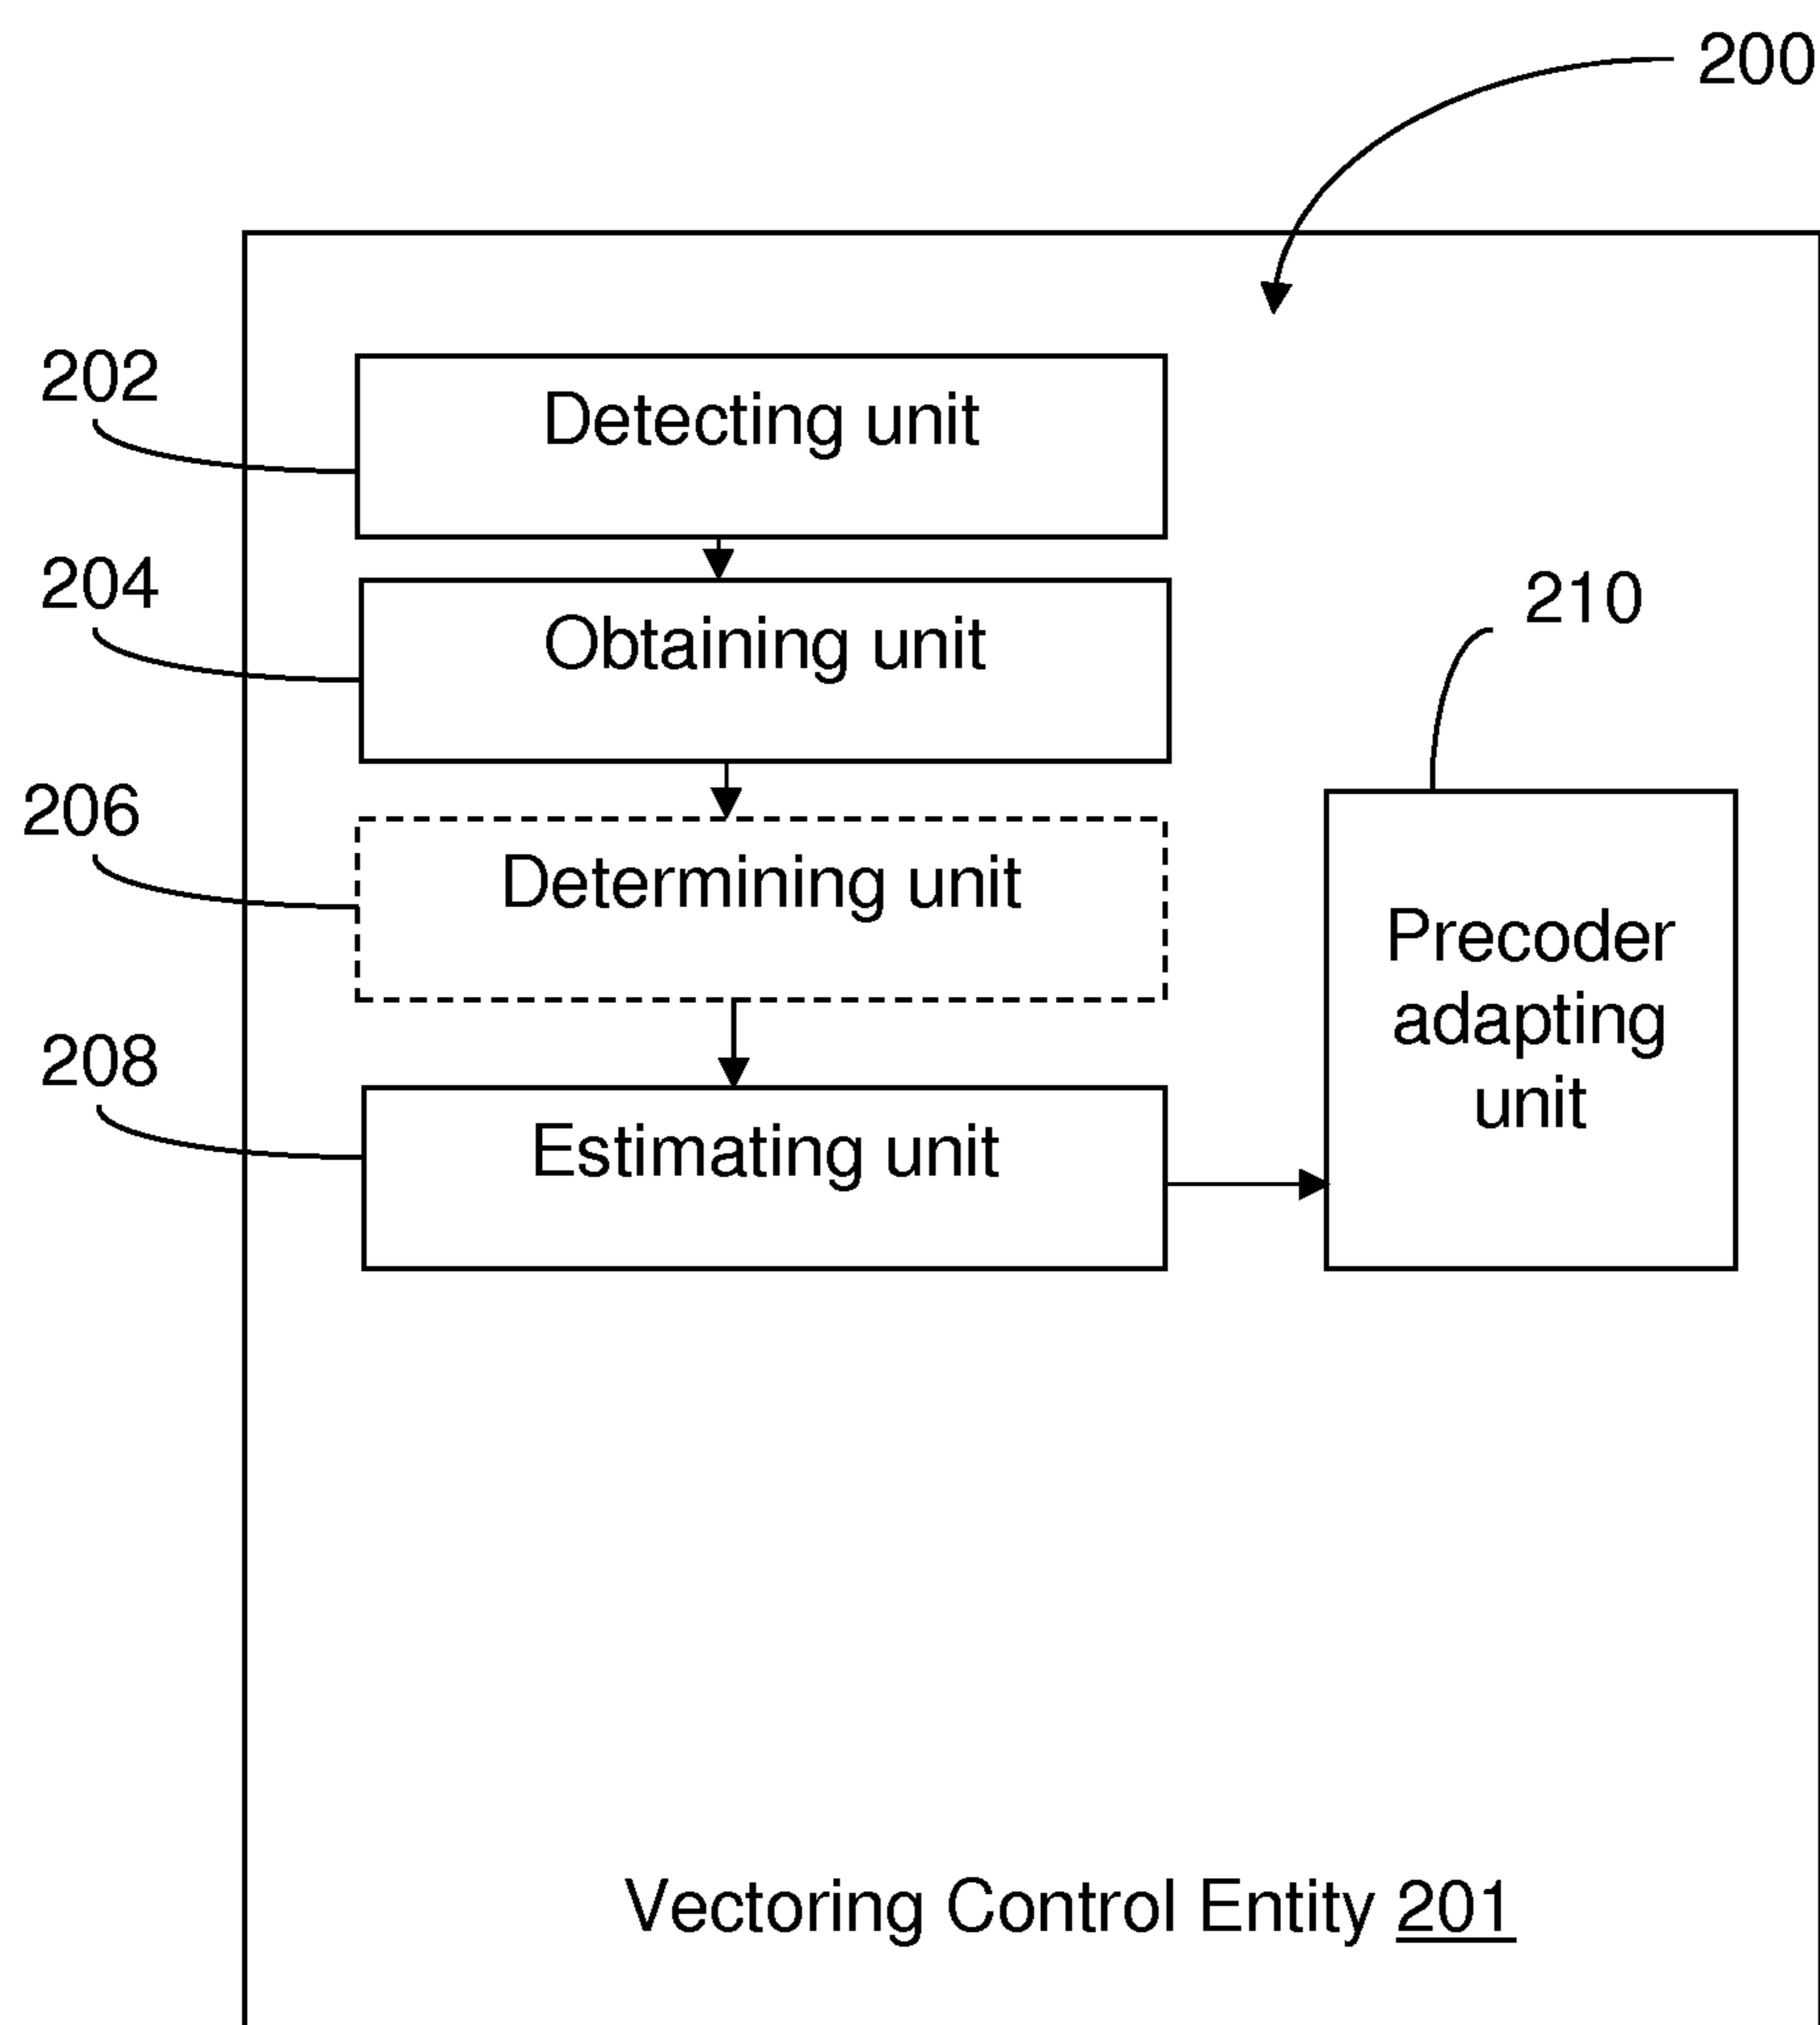 200
202
Detecting unit
204
Obtaining unit
210
206
Determining unit
Precoder
adapting
unit
208
Estimating unit
Vectoring Control Entity 201